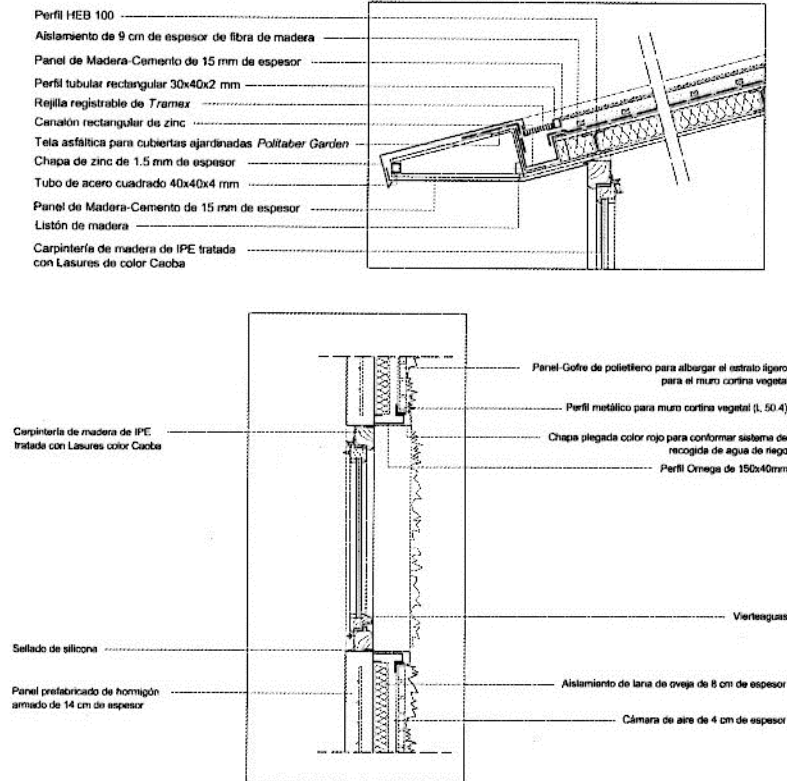 Perfil HEB 100
Aislamiento de 9 cm de espesor de fibra de madera
Panel de Madera-Cemento de 15 mm de espesor
Perfil tubular rectangular 30x40x2 mm
Rejilla registrable de Tramex
Canalón rectangular de zinc
Tela asfáltica para cubiertas ajardinadas Politaber Garden
Chapa de zinc de 1.5 mm de espesor
Tubo de acero cuadrado 40x40x4 mm
Panel de Madera-Cemento de 15 mm de espesor
Listón de madera
Carpintería de madera de IPE tratada
con Lasures de color Caoba
Panel-Gofre de polietileno para albergar el estrato ligero
para el muro cortina vegetal
Perfil metálico para muro cortina vegetal (L 50.4)
Carpintería de madera de IPE
tratada con Lasures color Caoba
Chapa plegada color rojo para conformar sistema de
recogida de agua de riego
Perfil Omega de 150x40mm
Vierteaguas
Sellado de silicona
Aislamiento de lana de oveja de 8 cm de espesor
Panel prefabricado de hormigón
armado de 14 cm de espesor
Cámara de aire de 4 cm de espesor